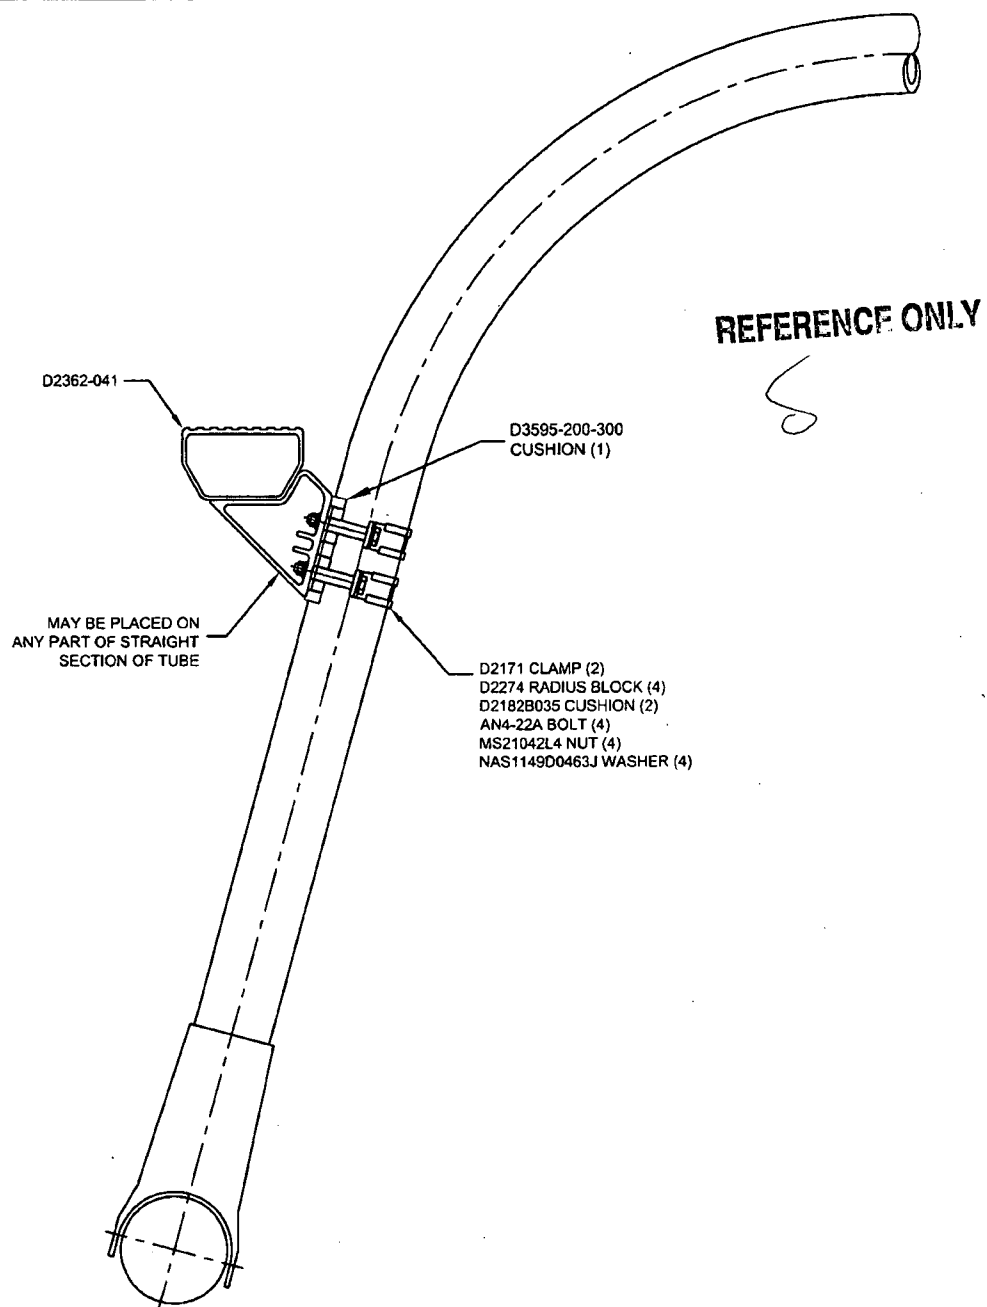 REFERENCE ONLY
D2362-041
D3595-200-300
CUSHION (1)
MAY BE PLACED ON
ANY PART OF STRAIGHT
SECTION OF TUBE
D2171 CLAMP (2)
D2274 RADIUS BLOCK (4)
D2182B035 CUSHION (2)
AN4-22A BOLT (4)
MS21042L4 NUT (4)
NAS1149D0463J WASHER (4)